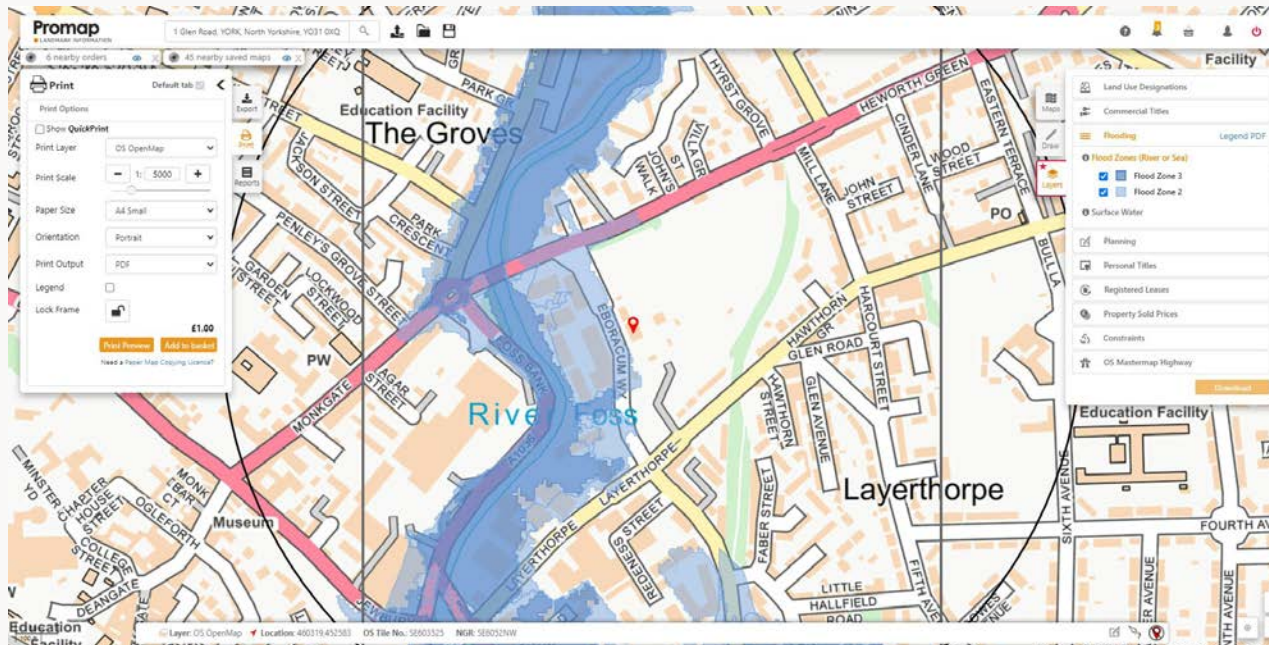 Promap
LANDMARK INFORMATION
1 Glen Road, YORK, North Yorkshire, YO31 0XQ
6 nearby orders
X
45 nearby saved maps
X
Print
Default tab
Print Options
Show QuickPrint
Print Layer
OS OpenMap
Print Scale
1:
5000
Paper Size
A4 Small
Orientation
Portrait
Print Output
PDF
Legend
Lock Frame
£1.00
Print Preview
Add to basket
Need a Paper Map Copying License?
Export
Print
Reports
Maps
Draw
Layers
Facility
Land Use Designations
Commercial Titles
Flooding
Legend PDF
Flood Zones (River or Sea)
Flood Zone 3
Flood Zone 2
Surface Water
Planning
Personal Titles
Registered Leases
Property Sold Prices
Constraints
OS Mastermap Highway
Download
Education Facility
The Groves
PARK GR
JACKSON STREET
PARK
CRESCENT
PENLEY'S GROVE STREET
GARDEN
STREET
LOCKWOOD
STREET
PW
AGAR
STREET
MONKGATE
FOSS BANK
A1036
River Foss
EBORACUM WY
HYRST GROVE
VILLA GR
ST
JOHN'S
WALK
HEWORTH GREEN
MILL LANE
CINDER LANE
WOOD
STREET
JOHN
STREET
EASTERN TERRACE
PO
BULL LA
HAWTHORN
GR
GLEN ROAD
HARCOURT STREET
HAWTHORN
STREET
GLEN AVENUE
LAYERTHORPE
Layerthorpe
FABER STREET
REDENESS
STREET
LAYERTHORPE
LITTLE
HALLFIELD
ROAD
FIFTH AVE
SIXTH AVENUE
FOURTH AV
Education Facility
MINSTER
YD
CHAPTER
HOUSE
STREET
MONK
BART
CT
OGLEFORTH
COLLEGE
STREET
DEANGATE
Museum
Education
Facility
Layer: OS OpenMap
Location: 460319,452583
OS Tile No.: SE603525
NGR: SE6052NW